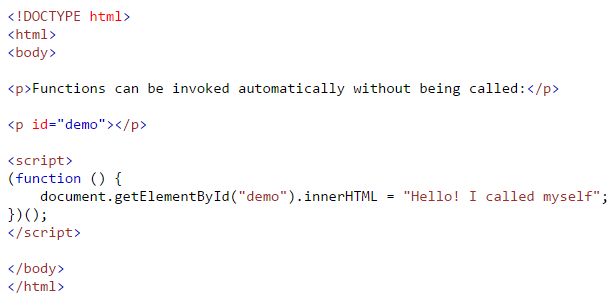 <!DOCTYPE html>
<html>
<body>
<p>Functions can be invoked automatically without being called:</p>
<p id="demo"></p>
<script>
(function () {
    document.getElementById("demo").innerHTML = "Hello! I called myself";
})();
</script>
</body>
</html>